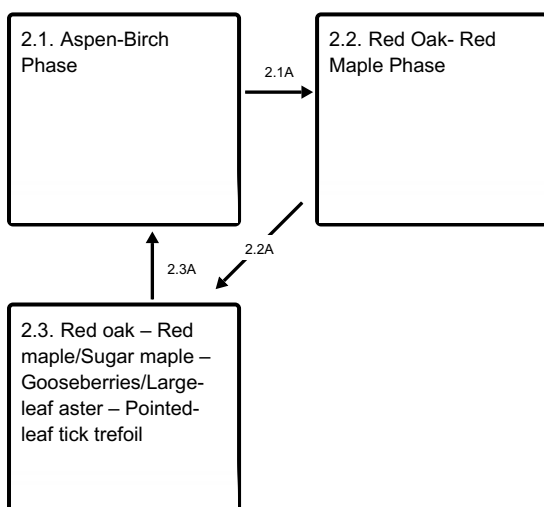 2.1. Aspen-Birch
Phase
2.1A
2.2. Red Oak- Red
Maple Phase
2.2A
2.3A
2.3. Red oak – Red
maple/Sugar maple –
Gooseberries/Large-
leaf aster – Pointed-
leaf tick trefoil